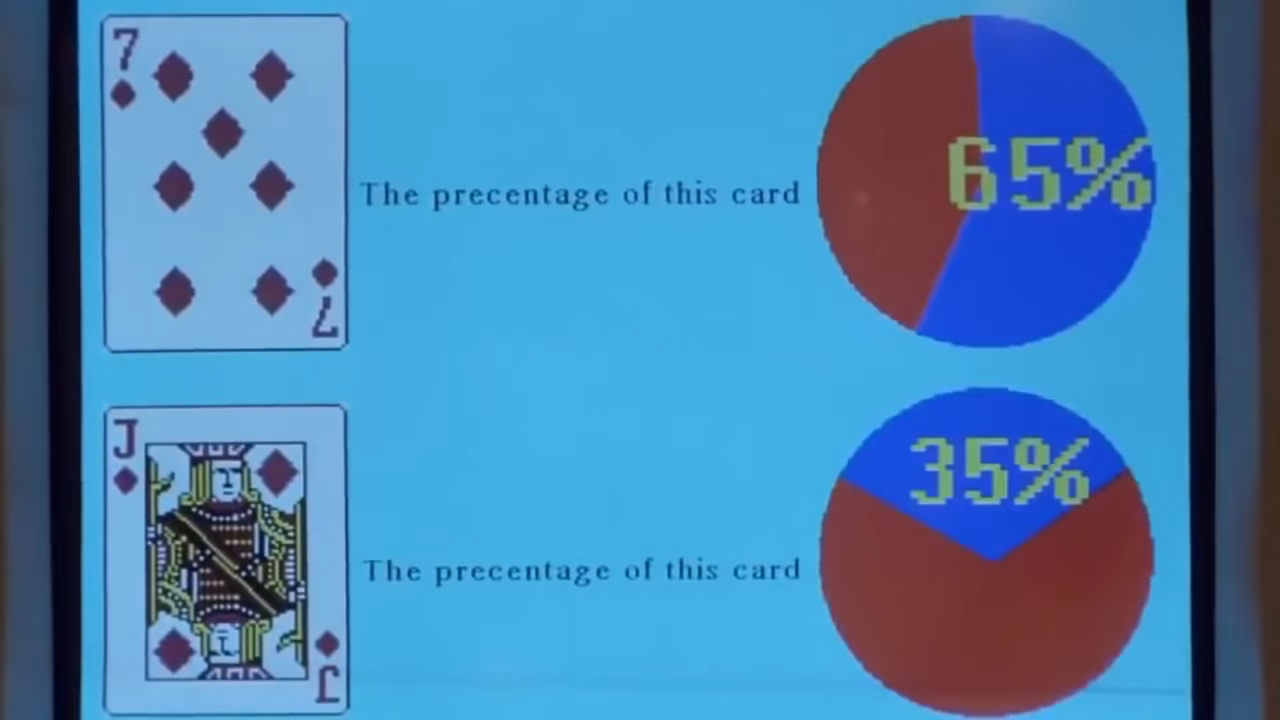 7
The precentage of this card
65%
7
J
The precentage of this card
35%
J